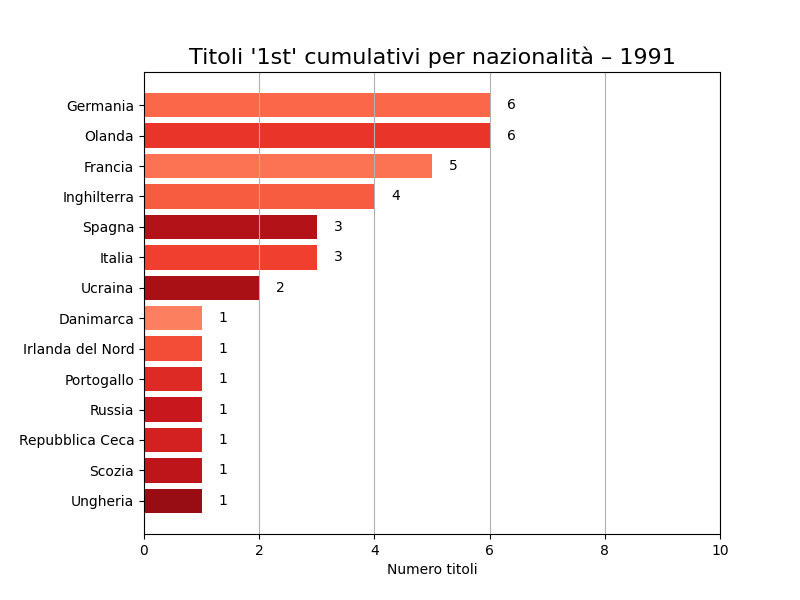 Titoli '1st' cumulativi per nazionalità – 1991
Germania 6
Olanda 6
Francia 5
Inghilterra 4
Spagna 3
Italia 3
Ucraina 2
Danimarca 1
Irlanda del Nord 1
Portogallo 1
Russia 1
Repubblica Ceca 1
Scozia 1
Ungheria 1
0 2 4 6 8 10
Numero titoli